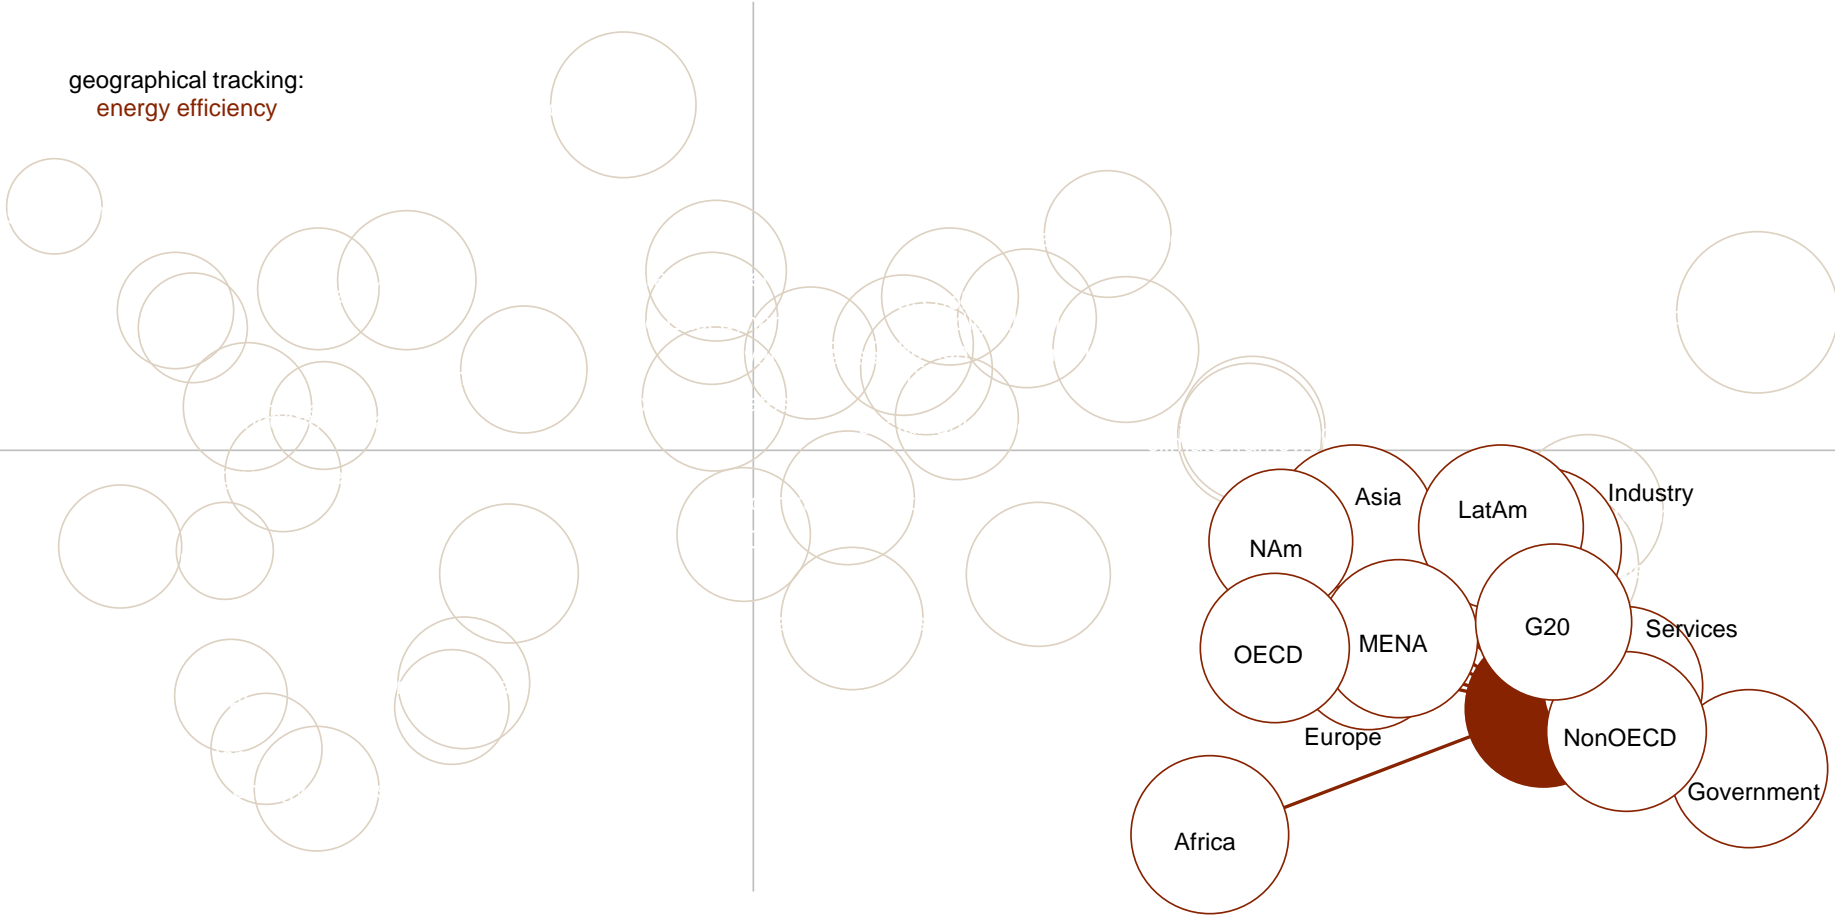 geographical tracking:
energy efficiency
Asia
Industry
LatAm
NAm
G20
Services
MENA
OECD
Europe
NonOECD
Government
Africa